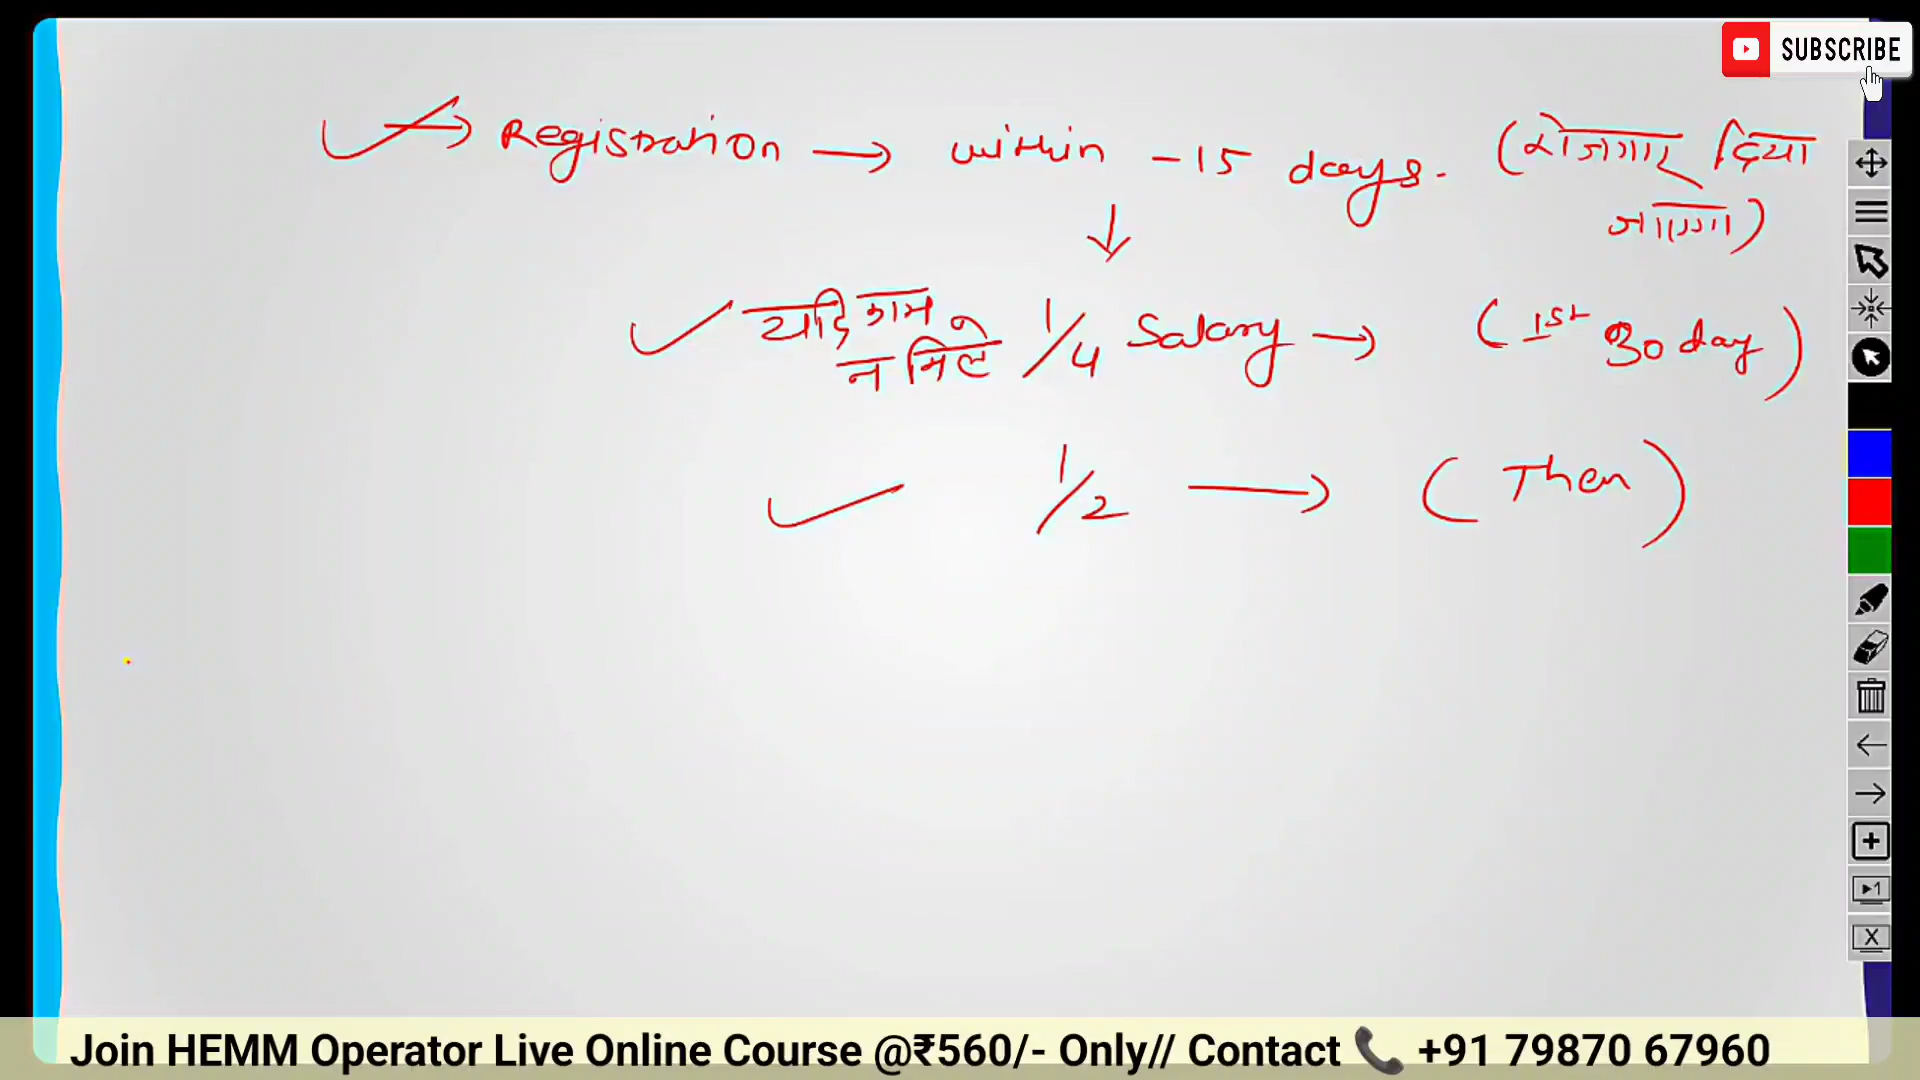 SUBSCRIBE
Registration → within -15 days. (रोजगार दिया
जाएगा)
यदि काम
न मिले 1/4 Salary → (1st 30 day)
1/2 → (Then)
Join HEMM Operator Live Online Course @₹560/- Only// Contact +91 79870 67960